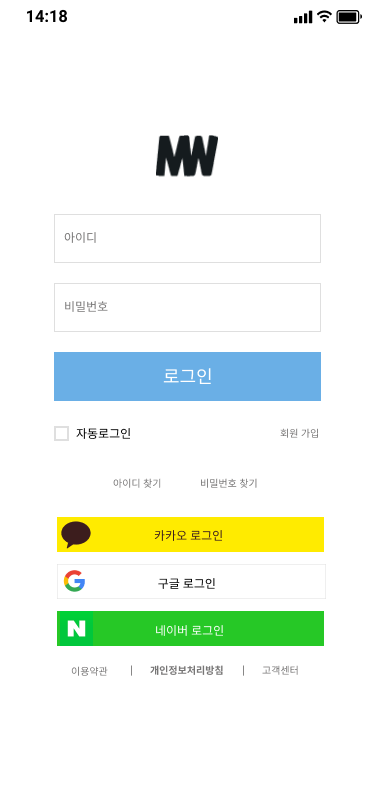 14:18
MW
아이디
비밀번호
로그인
자동로그인 회원 가입
아이디 찾기 비밀번호 찾기
카카오 로그인
구글 로그인
N 네이버 로그인
이용약관 | 개인정보처리방침 | 고객센터